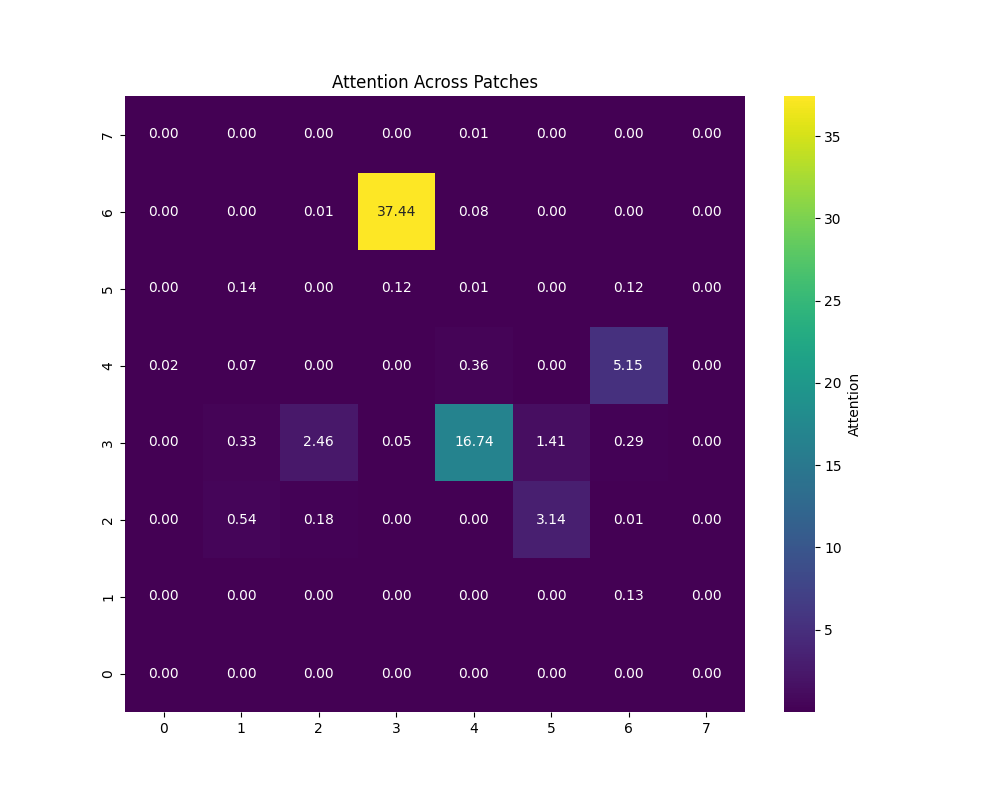 Attention Across Patches
7 0.00 0.00 0.00 0.00 0.01 0.00 0.00 0.00
6 0.00 0.00 0.01 37.44 0.08 0.00 0.00 0.00
5 0.00 0.14 0.00 0.12 0.01 0.00 0.12 0.00
4 0.02 0.07 0.00 0.00 0.36 0.00 5.15 0.00
3 0.00 0.33 2.46 0.05 16.74 1.41 0.29 0.00
2 0.00 0.54 0.18 0.00 0.00 3.14 0.01 0.00
1 0.00 0.00 0.00 0.00 0.00 0.00 0.13 0.00
0 0.00 0.00 0.00 0.00 0.00 0.00 0.00 0.00
0 1 2 3 4 5 6 7
35
30
25
20
15
10
5
Attention